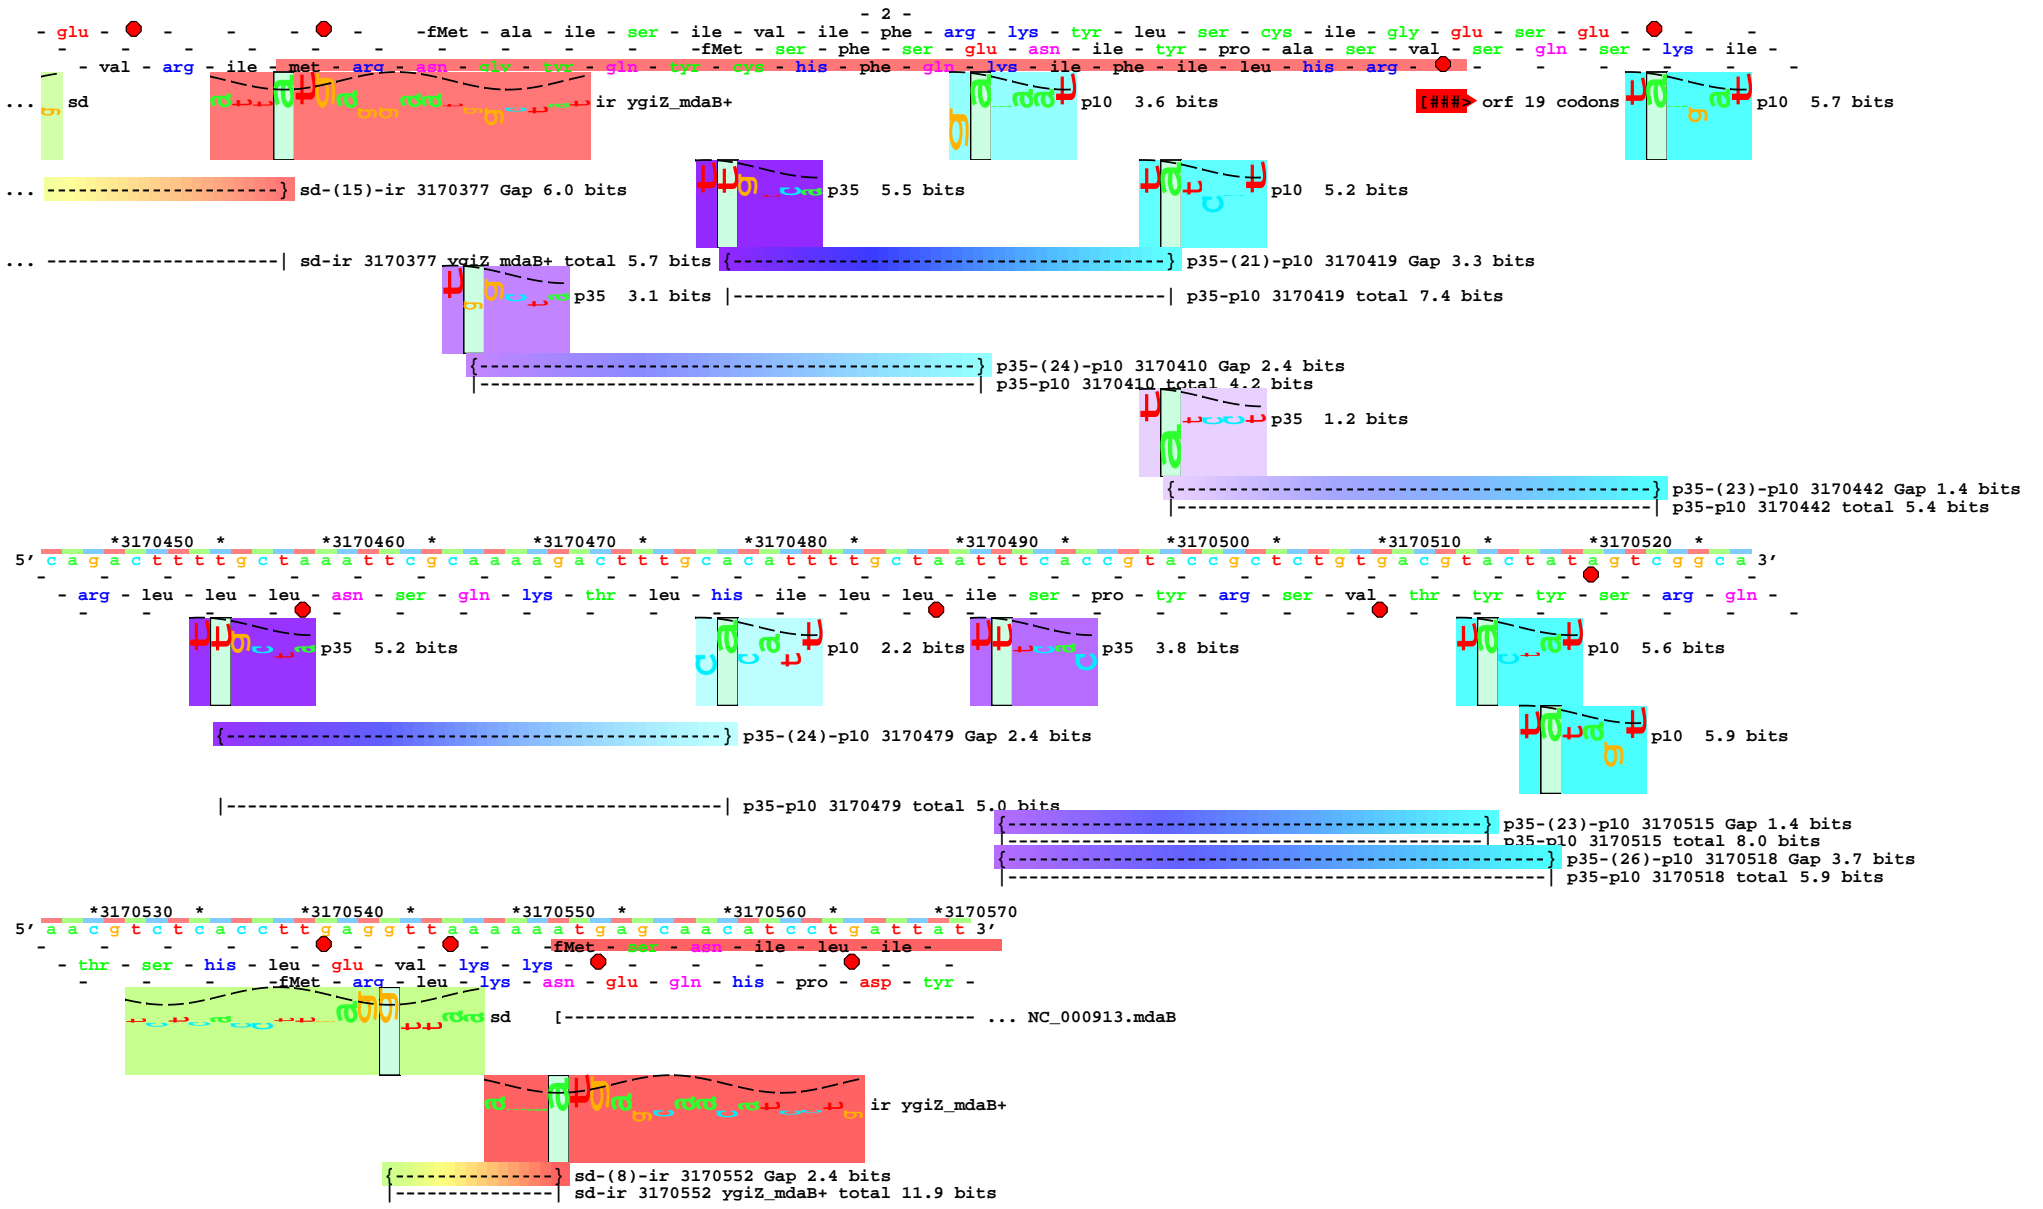 - 2 -
- glu - - - - - -fMet - ala - ile - ser - ile - val - ile - phe - arg - lys - tyr - leu - ser - cys - ile - gly - glu - ser - glu - - -
- - - - - - - - - - -fMet - ser - phe - ser - glu - asn - ile - tyr - pro - ala - ser - val - ser - gln - ser - lys - ile -
- val - arg - ile - met - arg - asn - gly - tyr - gln - tyr - cys - his - phe - gln - lys - ile - phe - ile - leu - his - arg - - - - - - -
... sd ir ygiZ_mdaB+ p10 3.6 bits [###> orf 19 codons p10 5.7 bits
... --------------------} sd-(15)-ir 3170377 Gap 6.0 bits p35 5.5 bits p10 5.2 bits
... --------------------| sd-ir 3170377 ygiZ_mdaB+ total 5.7 bits {------------------------------------} p35-(21)-p10 3170419 Gap 3.3 bits
p35 3.1 bits |------------------------------------| p35-p10 3170419 total 7.4 bits
{------------------------------------------} p35-(24)-p10 3170410 Gap 2.4 bits
|------------------------------------------| p35-p10 3170410 total 4.2 bits
p35 1.2 bits
{----------------------------------------} p35-(23)-p10 3170442 Gap 1.4 bits
|----------------------------------------| p35-p10 3170442 total 5.4 bits
*3170450 * *3170460 * *3170470 * *3170480 * *3170490 * *3170500 * *3170510 * *3170520 *
5' c a g a c t t t t g c t a a a t t c g c a a a a g a c t t t g c a c a t t t t g c t a a t t t c a c c g t a c c g c t c t g t g a c g t a c t a t a g t c g g c a 3'
- - - - - - - - - - - - - - - - - - - - - - - - - -
- arg - leu - leu - leu - asn - ser - gln - lys - thr - leu - his - ile - leu - leu - ile - ser - pro - tyr - arg - ser - val - thr - tyr - tyr - ser - arg - gln -
- - - - - - - - - - - - - - - - - - - - - - - - -
p35 5.2 bits p10 2.2 bits p35 3.8 bits p10 5.6 bits
{------------------------------------------} p35-(24)-p10 3170479 Gap 2.4 bits p10 5.9 bits
|------------------------------------------| p35-p10 3170479 total 5.0 bits
{----------------------------------------} p35-(23)-p10 3170515 Gap 1.4 bits
|----------------------------------------| p35-p10 3170515 total 8.0 bits
{----------------------------------------------} p35-(26)-p10 3170518 Gap 3.7 bits
|----------------------------------------------| p35-p10 3170518 total 5.9 bits
*3170530 * *3170540 * *3170550 * *3170560 * *3170570
5' a a c g t c t c a c c t t g a g g t t a a a a a a t g a g c a a c a t c c t g a t t a t 3'
- - - - - - -fMet - ser - asn - ile - leu - ile -
- thr - ser - his - leu - glu - val - lys - lys - - - - - -
- - - -fMet - arg - leu - lys - asn - glu - gln - his - pro - asp - tyr -
sd [--------------------------------- ... NC_000913.mdaB
ir ygiZ_mdaB+
{-------------} sd-(8)-ir 3170552 Gap 2.4 bits
|-------------| sd-ir 3170552 ygiZ_mdaB+ total 11.9 bits